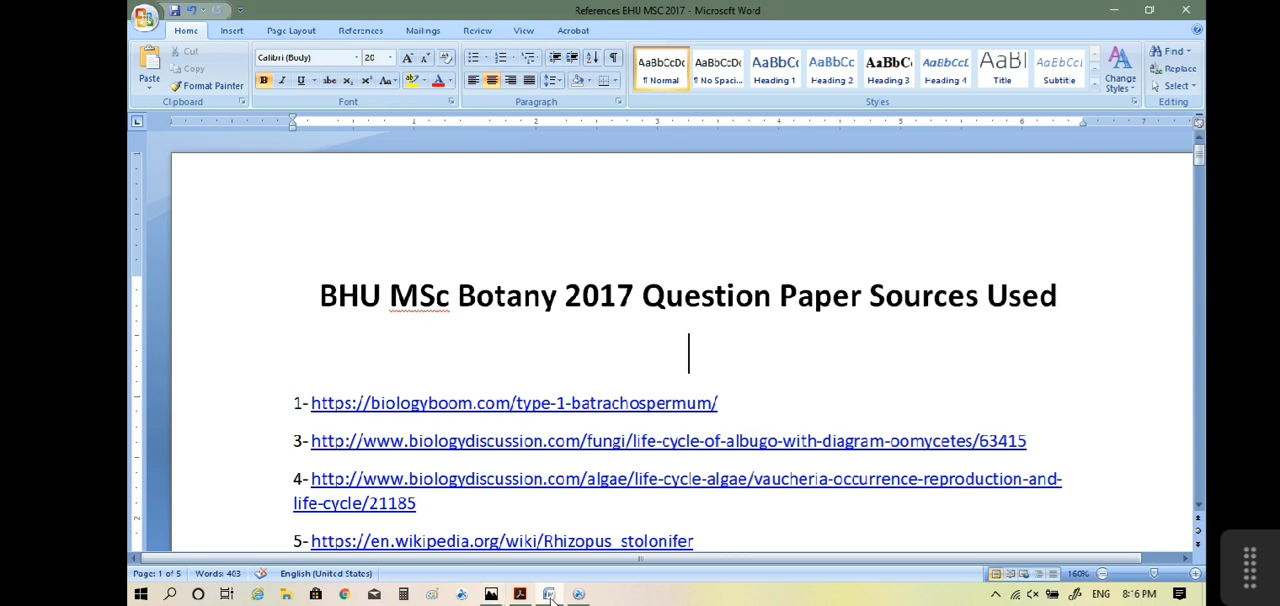 References BHU MSC 2017 - Microsoft Word
Home Insert Page Layout References Mailings Review View Acrobat
Paste
Cut
Copy
Format Painter
Clipboard
Calibri (Body) 20
Font
Paragraph
AaBbCcDc AaBbCcDc AaBbC AaBbCc AaBbCc AaBbCcL AaBl AaBbCcl
¶ Normal ¶ No Spaci... Heading 1 Heading 2 Heading 3 Heading 4 Title Subtitle
Change
Styles
Styles
Find
Replace
Select
Editing
BHU MSc Botany 2017 Question Paper Sources Used
1- https://biologyboom.com/type-1-batrachospermum/
3- http://www.biologydiscussion.com/fungi/life-cycle-of-albugo-with-diagram-oomycetes/63415
4- http://www.biologydiscussion.com/algae/life-cycle-algae/vaucheria-occurrence-reproduction-and-
life-cycle/21185
5- https://en.wikipedia.org/wiki/Rhizopus_stolonifer
Page: 1 of 5 Words: 403 English (United States) 160%
ENG 8:16 PM